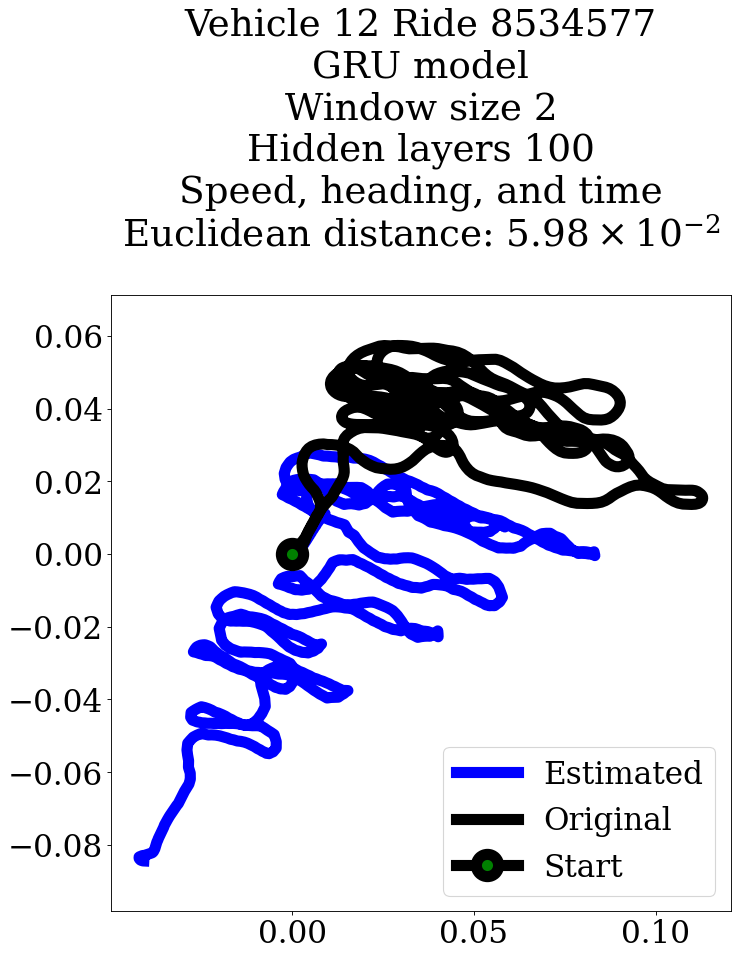 Vehicle 12 Ride 8534577
GRU model
Window size 2
Hidden layers 100
Speed, heading, and time
Euclidean distance: 5.98 × 10⁻²
0.06
0.04
0.02
0.00
−0.02
−0.04
−0.06
−0.08
Estimated
Original
Start
0.00 0.05 0.10